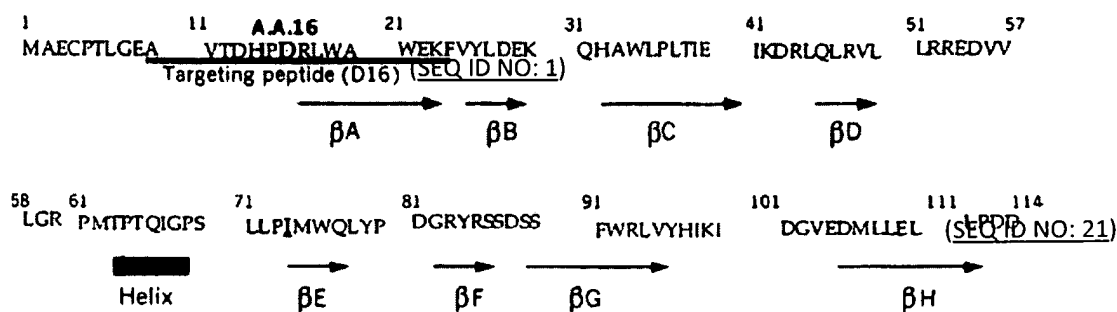 1 11 A.A.16 21 31 41 51 57
MAECPTLGEA VTDHPDRLWA WEKFVYLDEK QHAWLPLTIE IKDRLQLRVL LRREDVV
Targeting peptide (D16) (SEQ ID NO: 1)
βA βB βC βD
58 61 71 81 91 101 111 114
LGR PMTPTQIGPS LLPIMWQLYP DGRYRSSDSS FWRLVYHIKI DGVEDMLLEL LPDD (SEQ ID NO: 21)
Helix βE βF βG βH